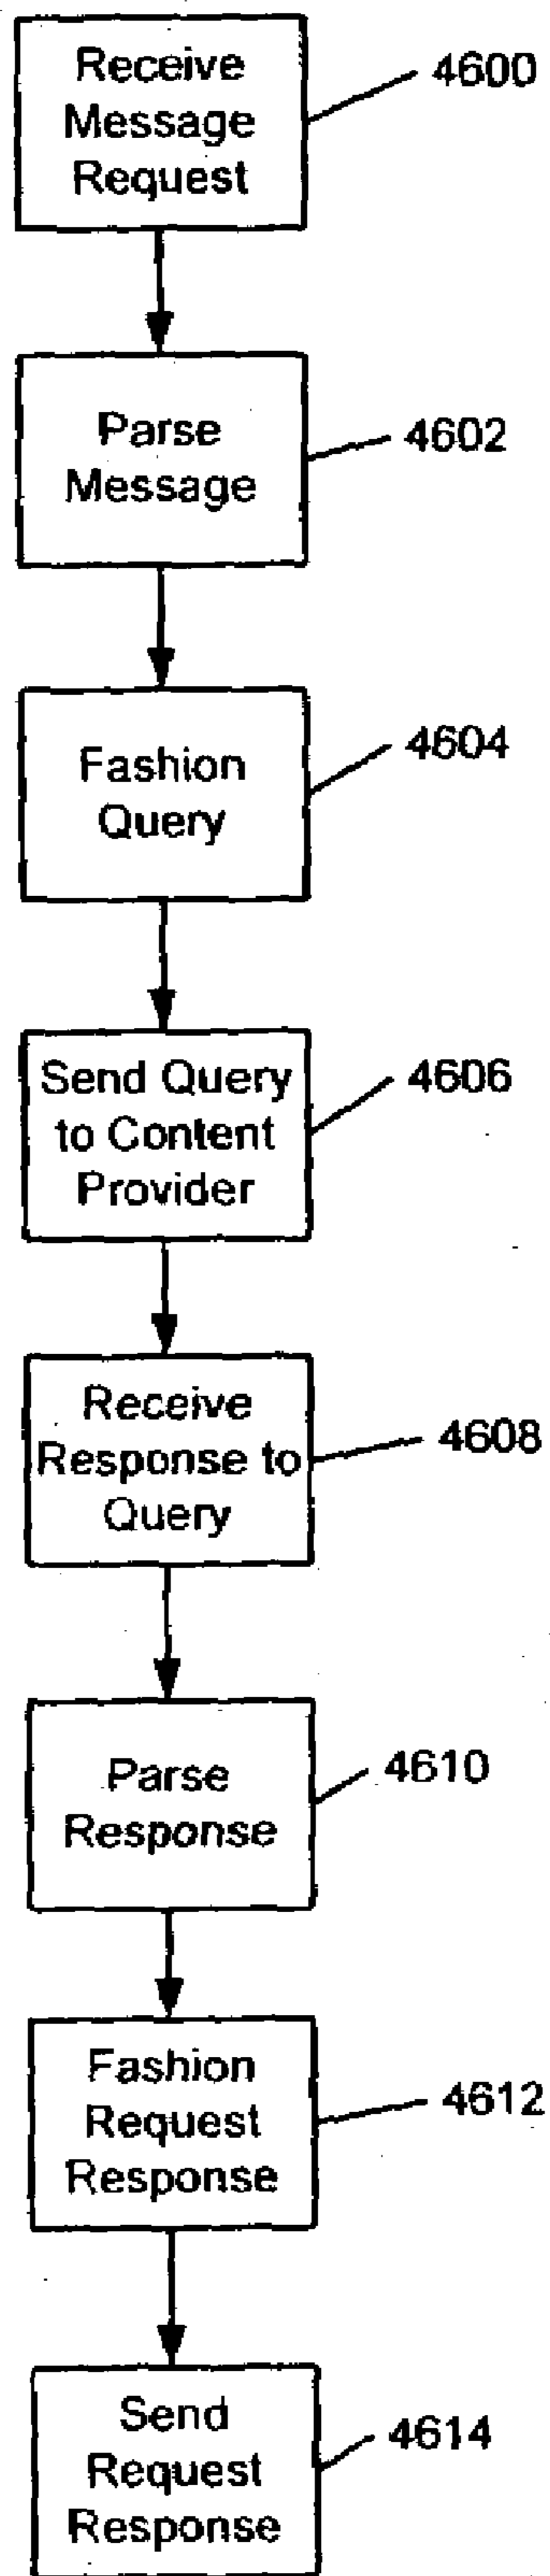 Receive
Message
Request
4600
Parse
Message
4602
Fashion
Query
4604
Send Query
to Content
Provider
4606
Receive
Response to
Query
4608
Parse
Response
4610
Fashion
Request
Response
4612
Send
Request
Response
4614